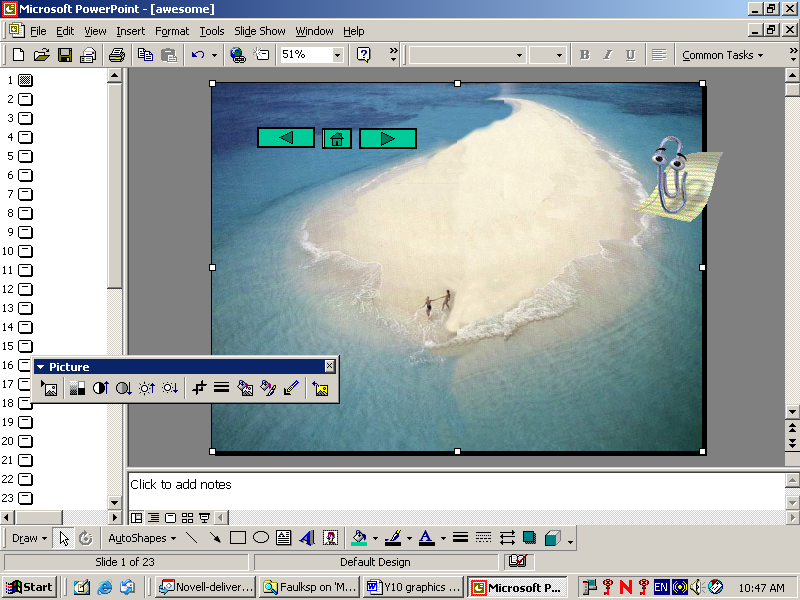 Microsoft PowerPoint - [awesome]
File Edit View Insert Format Tools Slide Show Window Help
51% B I U Common Tasks
1
2
3
4
5
6
7
8
9
10
11
12
13
14
15
16
17
18
19
20
21
22
23
Picture
Click to add notes
Draw AutoShapes A A
Slide 1 of 23 Default Design
Start Novell-deliver... Faulksp on 'M... Y10 graphics ... Microsoft P... N EN 10:47 AM